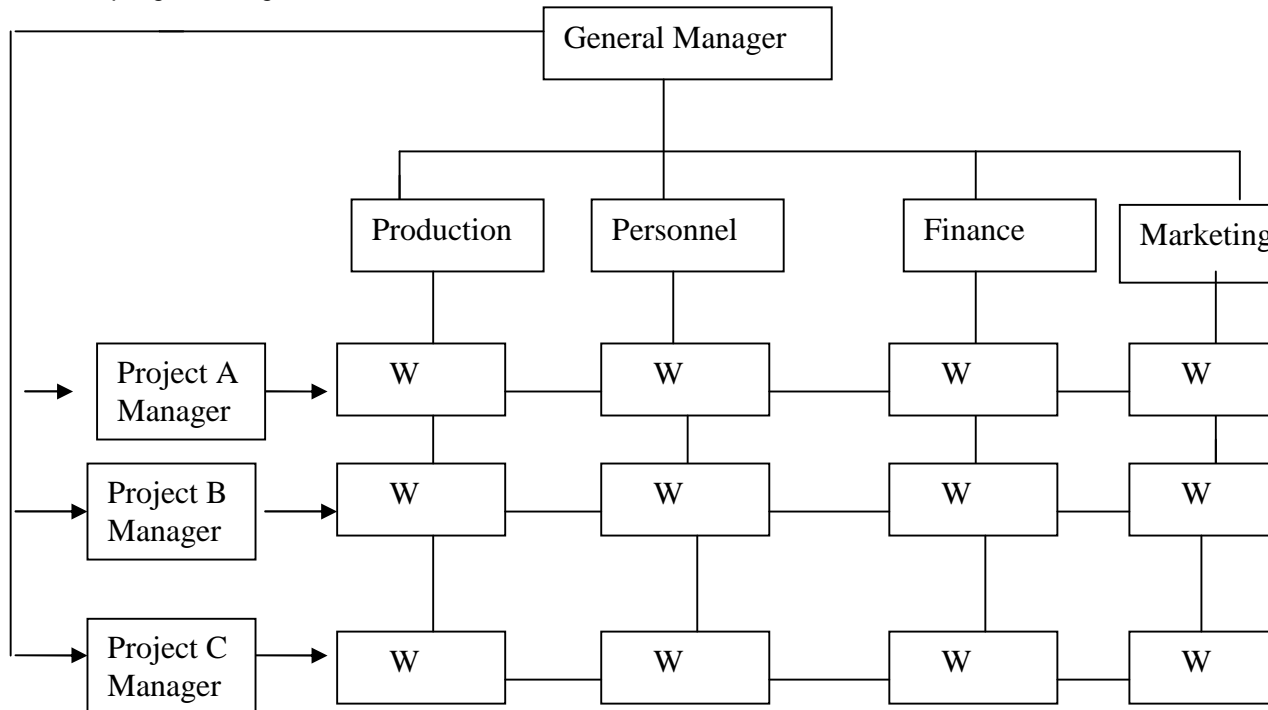 General Manager
Production
Personnel
Finance
Marketing
Project A
Manager
W
W
W
W
Project B
Manager
W
W
W
W
Project C
Manager
W
W
W
W